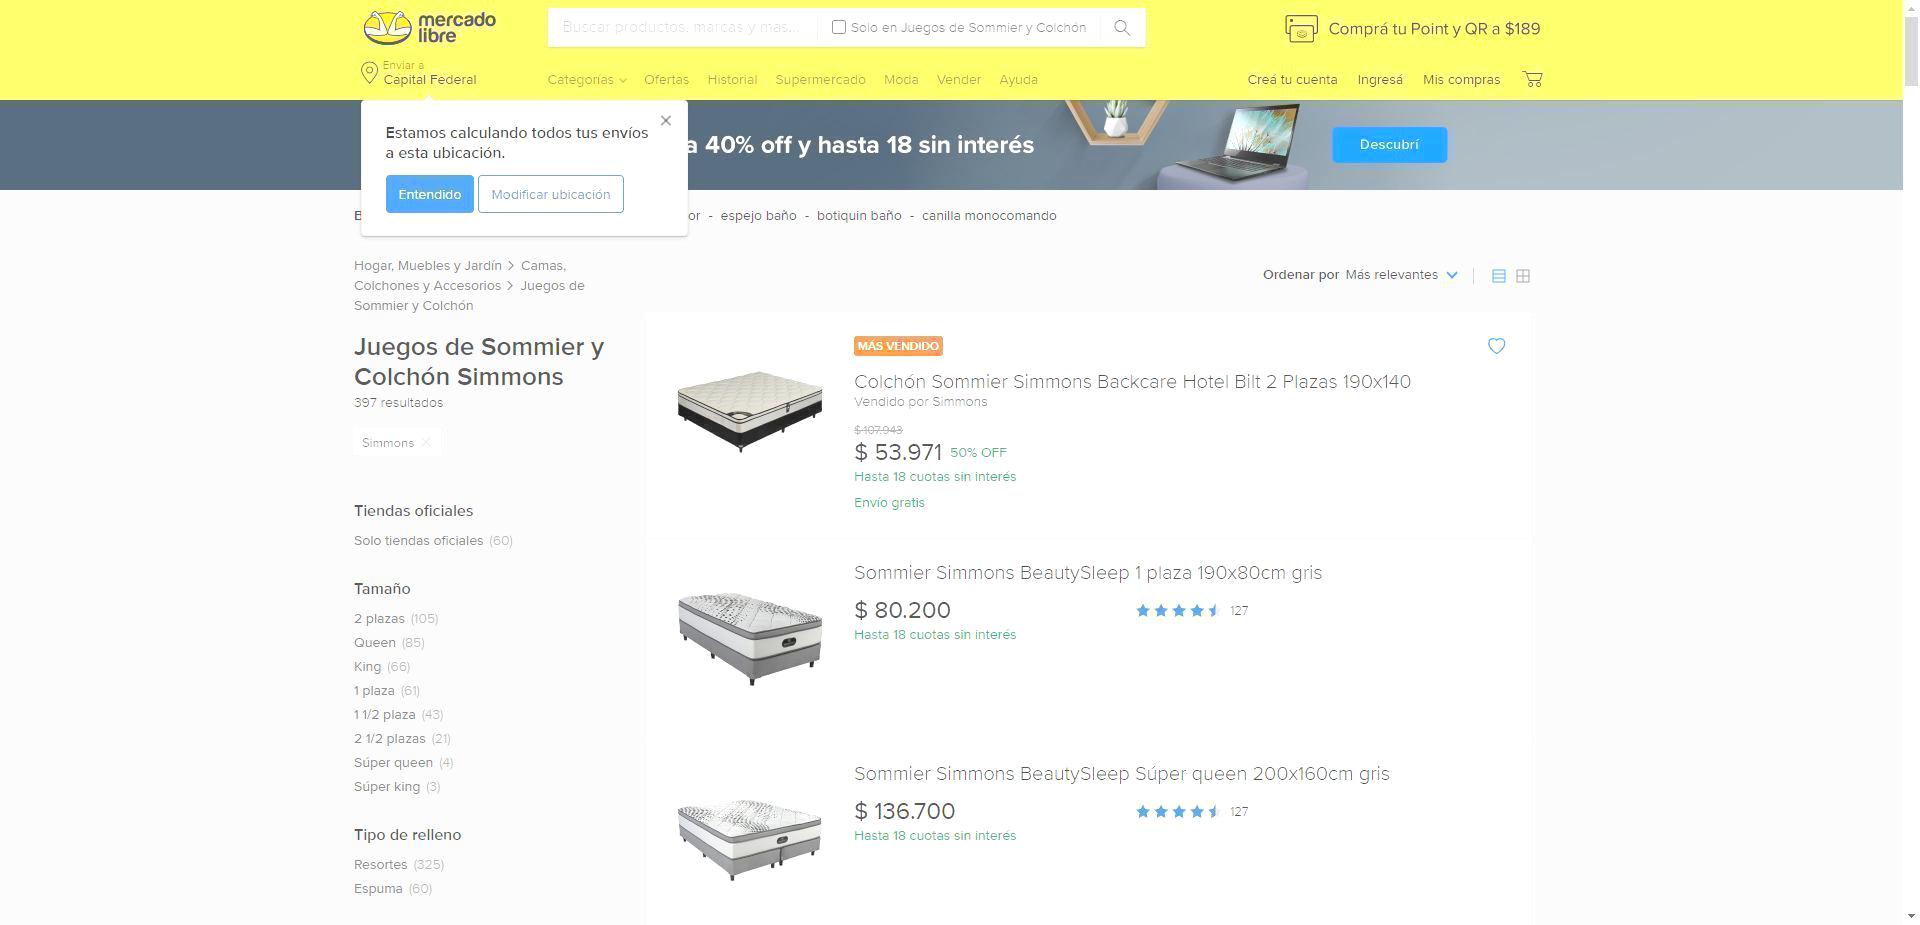 mercado
libre
Buscar productos, marcas y más...
Solo en Juegos de Sommier y Colchón
Comprá tu Point y QR a $189
Enviar a
Capital Federal
Categorías
Ofertas
Historial
Supermercado
Moda
Vender
Ayuda
Creá tu cuenta
Ingresá
Mis compras
Estamos calculando todos tus envíos
a esta ubicación.
Entendido
Modificar ubicación
a 40% off y hasta 18 sin interés
Descubrí
or - espejo baño - botiquin baño - canilla monocomando
Hogar, Muebles y Jardín > Camas,
Colchones y Accesorios > Juegos de
Sommier y Colchón
Juegos de Sommier y
Colchón Simmons
397 resultados
Simmons
Tiendas oficiales
Solo tiendas oficiales (60)
Tamaño
2 plazas (105)
Queen (85)
King (66)
1 plaza (61)
1 1/2 plaza (43)
2 1/2 plazas (21)
Súper queen (4)
Súper king (3)
Tipo de relleno
Resortes (325)
Espuma (60)
Ordenar por Más relevantes
MÁS VENDIDO
Colchón Sommier Simmons Backcare Hotel Bilt 2 Plazas 190x140
Vendido por Simmons
$ 107.943
$ 53.971 50% OFF
Hasta 18 cuotas sin interés
Envío gratis
Sommier Simmons BeautySleep 1 plaza 190x80cm gris
$ 80.200
127
Hasta 18 cuotas sin interés
Sommier Simmons BeautySleep Súper queen 200x160cm gris
$ 136.700
127
Hasta 18 cuotas sin interés